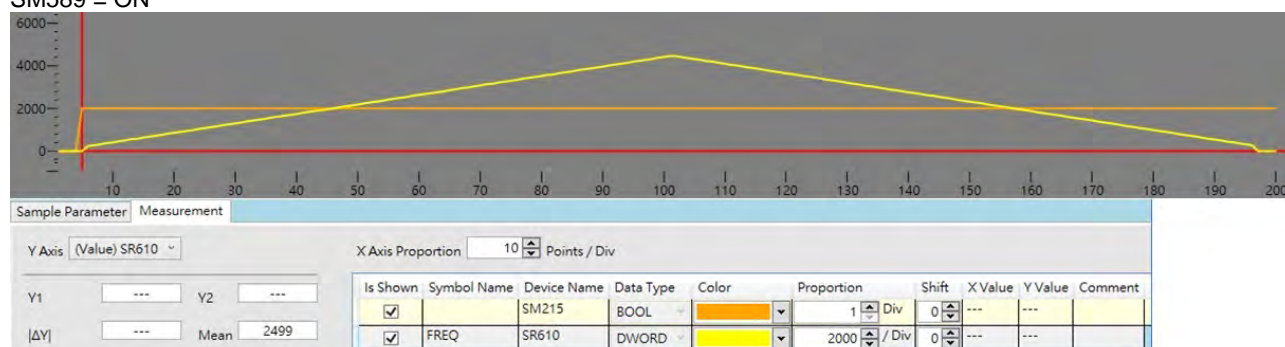 SM589 = ON
6000
4000
2000
0
10 20 30 40 50 60 70 80 90 100 110 120 130 140 150 160 170 180 190 200
Sample Parameter Measurement
Y Axis (Value) SR610 X Axis Proportion 10 Points / Div
Is Shown Symbol Name Device Name Data Type Color Proportion Shift X Value Y Value Comment
Y1 --- Y2 ---
SM215 BOOL 1 Div 0 --- ---
|ΔY| --- Mean 2499
FREQ SR610 DWORD 2000 / Div 0 --- ---